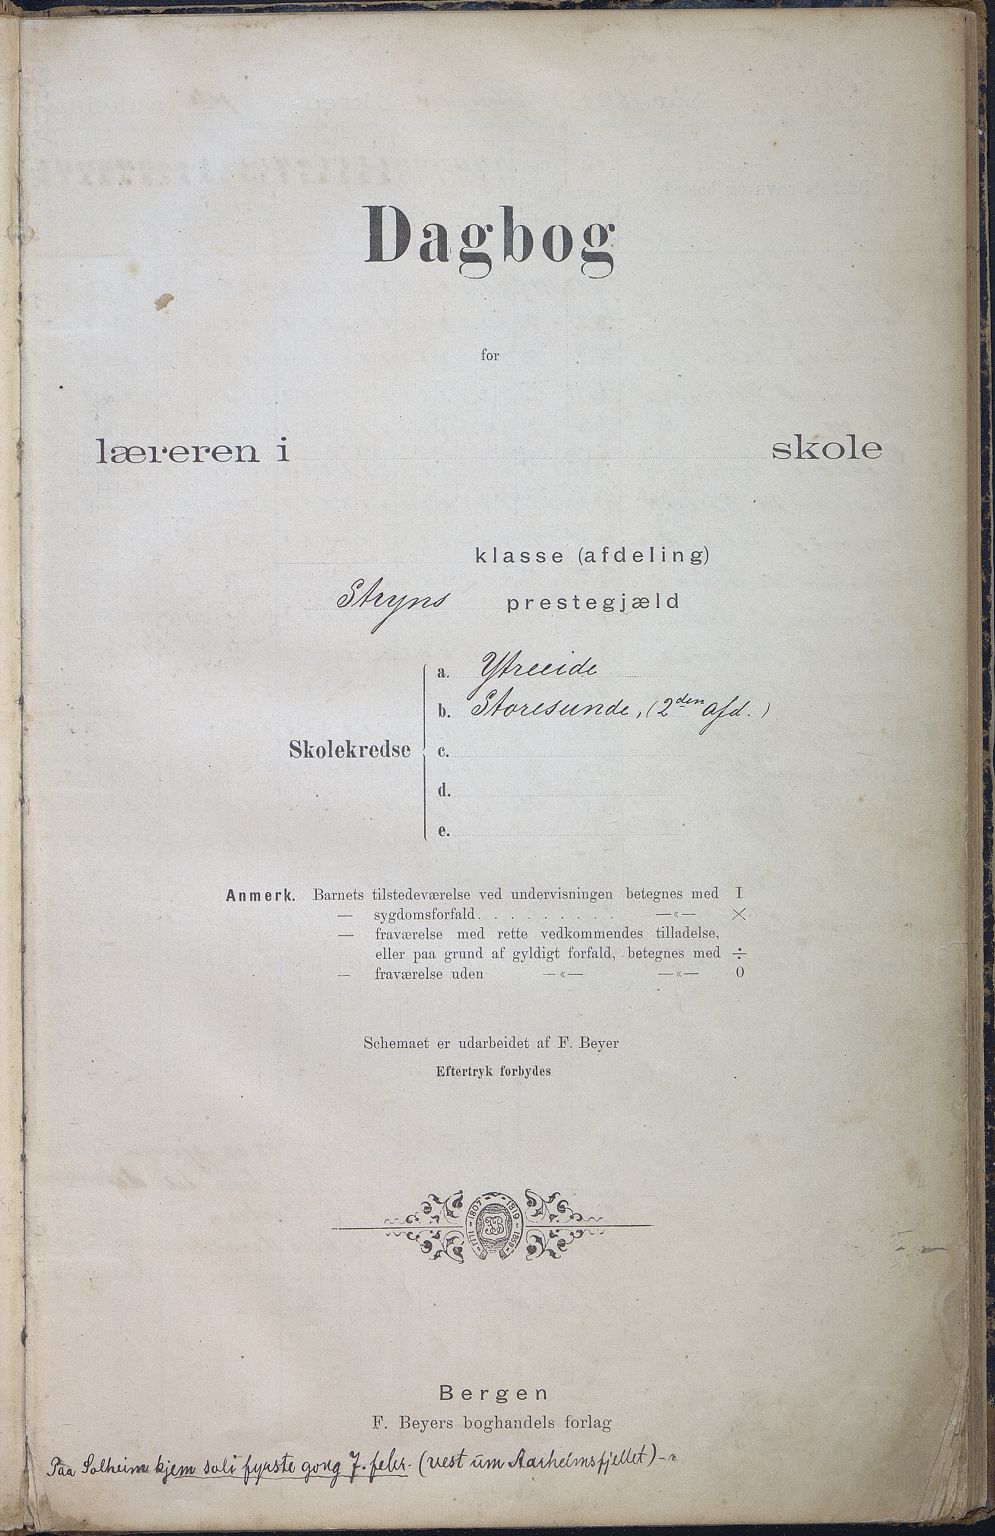 Dagbog
for
læreren i skole
klasse (afdeling)
Stryns prestegjæld
Skolekredse
a. Ytreeide
b. Storesunde, (2den afd.)
c.
d.
e.
Anmerk. Barnets tilstedeværelse ved undervisningen betegnes med I
— sygdomsforfald . . . . . . . . . —«— ×
— fraværelse med rette vedkommendes tilladelse,
eller paa grund af gyldigt forfald, betegnes med ÷
— fraværelse uden —«— —«— 0
Schemaet er udarbeidet af F. Beyer
Eftertryk forbydes
Bergen
F. Beyers boghandels forlag
Paa Solheim kjem soli fyrste gong 7. febr. (vest um Aarheimsfjellet) -